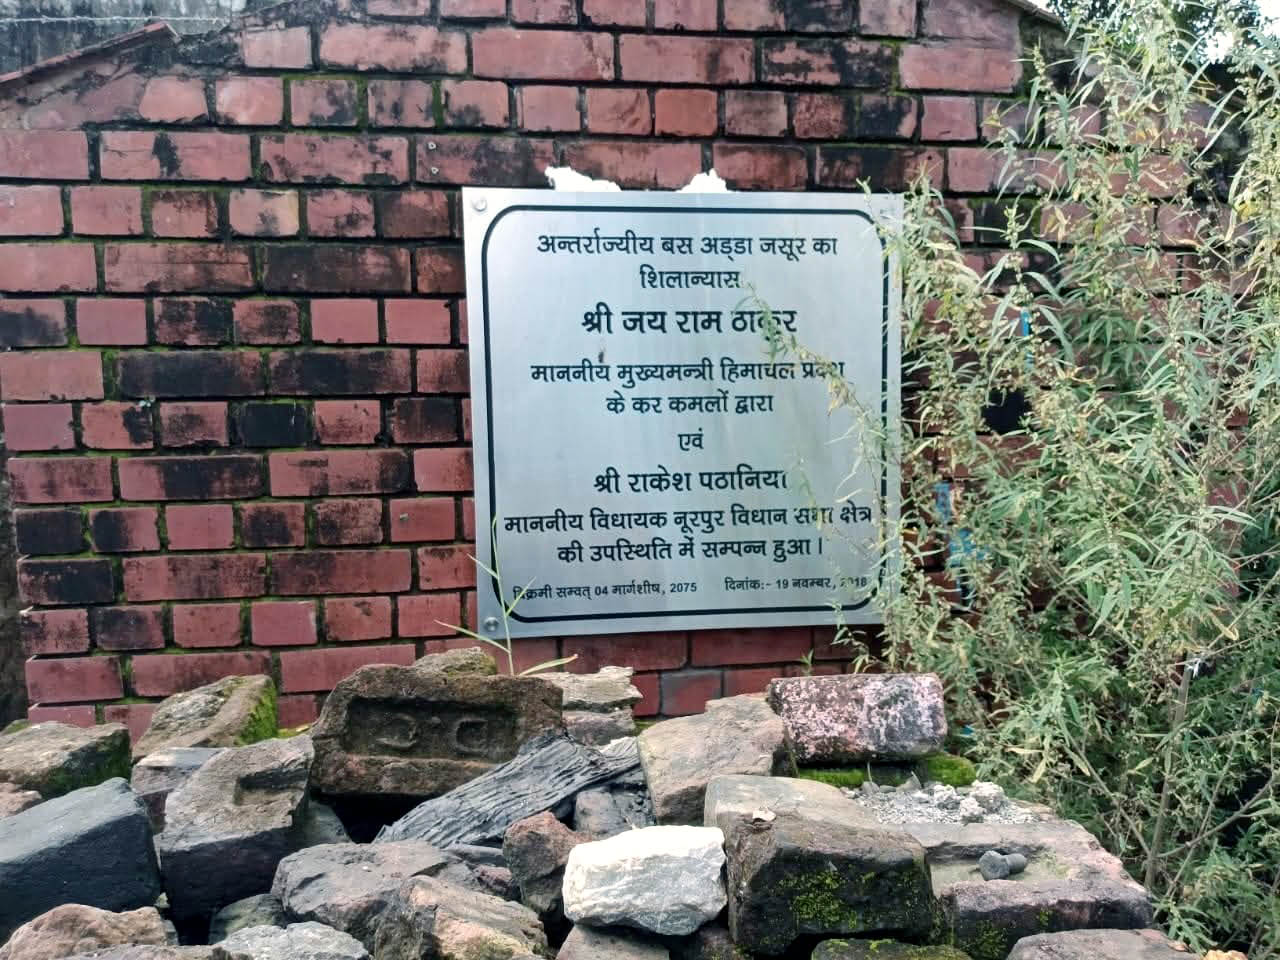 अन्तर्राज्यीय बस अड्डा जसूर का
शिलान्यास
श्री जय राम ठाकुर
माननीय मुख्यमन्त्री हिमाचल प्रदेश
के कर कमलों द्वारा
एवं
श्री राकेश पठानिया
माननीय विधायक नूरपुर विधान सभा क्षेत्र
की उपस्थिति में सम्पन्न हुआ।
विक्रमी सम्वत् 04 मार्गशीष, 2075 दिनांक:- 19 नवम्बर, 2018